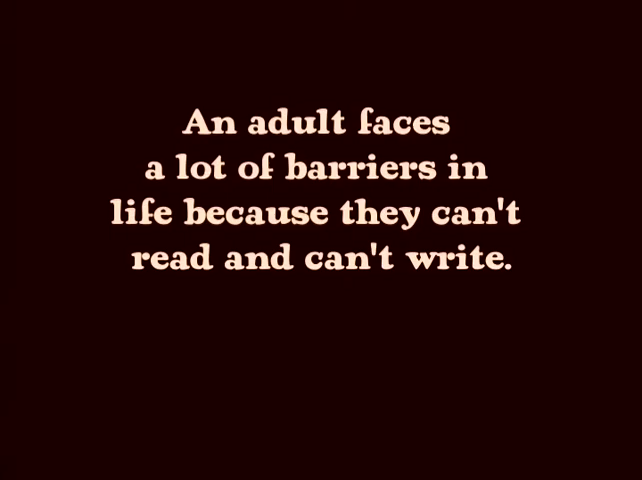 An adult faces
a lot of barriers in
life because they can't
read and can't write.